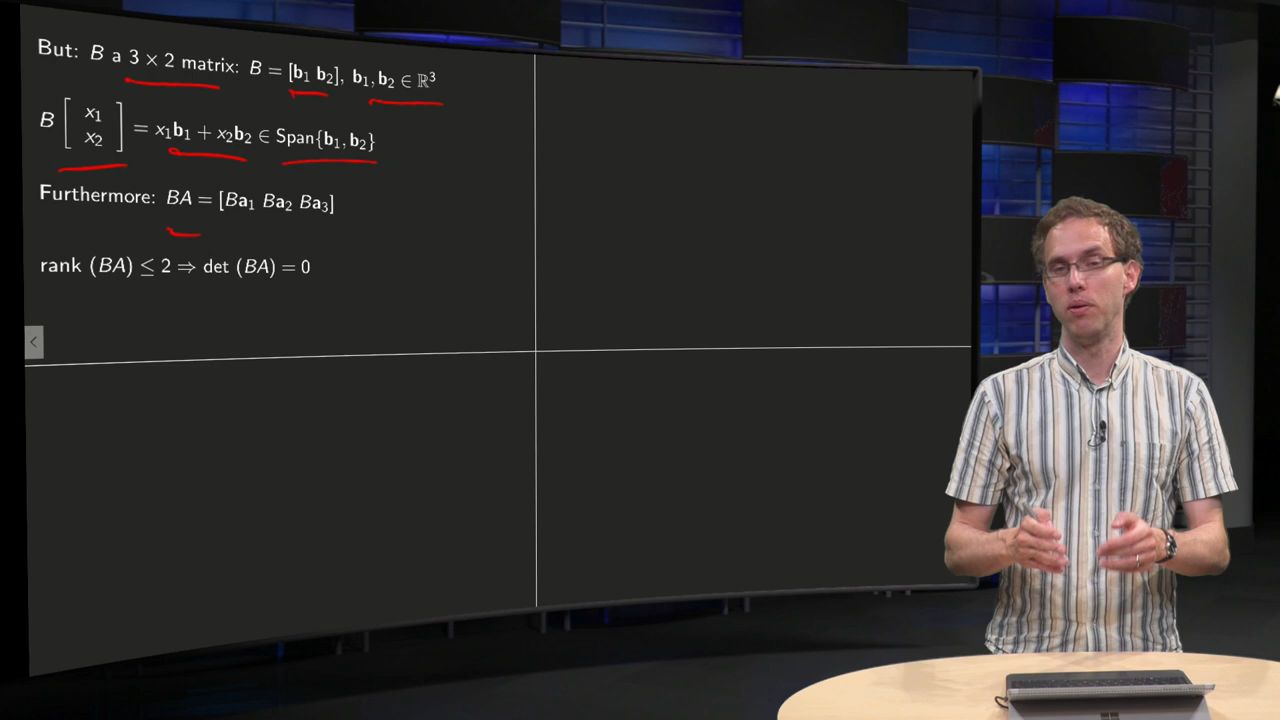 But: B a 3 × 2 matrix: B = [b₁ b₂], b₁, b₂ ∈ ℝ³
B [ x₁ x₂ ] = x₁b₁ + x₂b₂ ∈ Span{b₁, b₂}
Furthermore: BA = [Ba₁ Ba₂ Ba₃]
rank (BA) ≤ 2 ⇒ det (BA) = 0